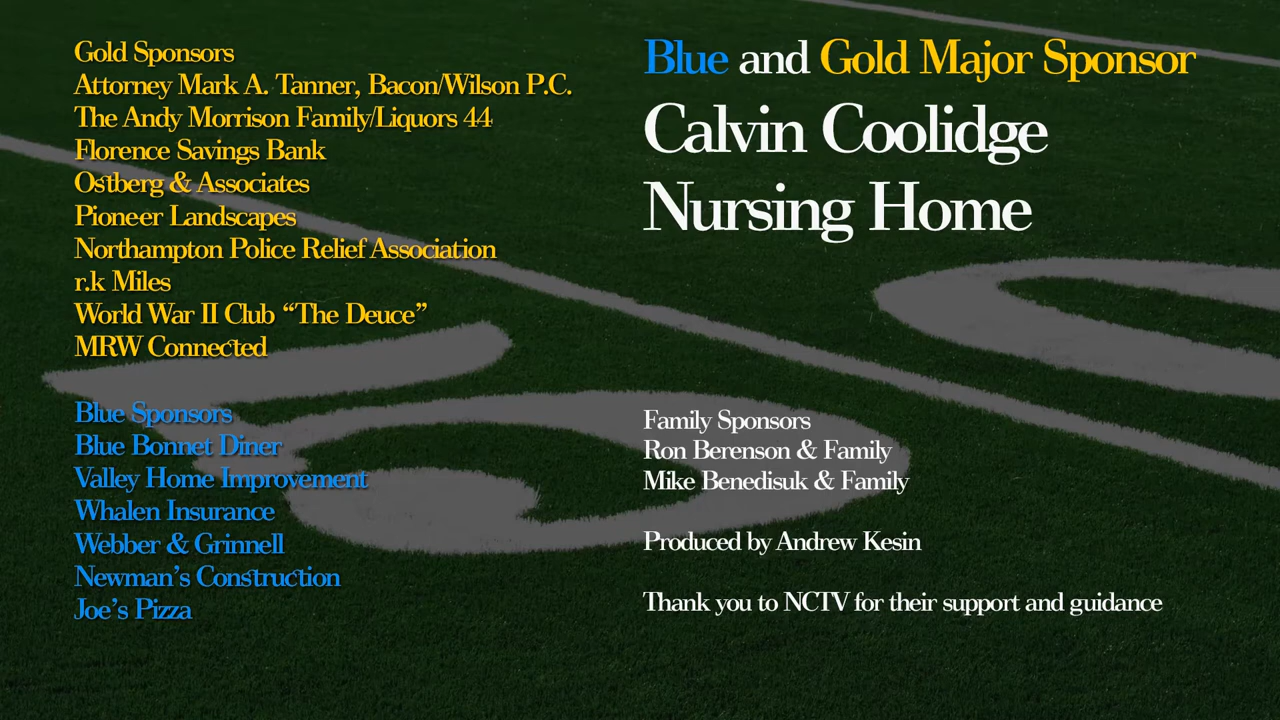 Gold Sponsors
Attorney Mark A. Tanner, Bacon/Wilson P.C.
The Andy Morrison Family/Liquors 44
Florence Savings Bank
Ostberg & Associates
Pioneer Landscapes
Northampton Police Relief Association
r.k Miles
World War II Club “The Deuce”
MRW Connected
Blue Sponsors
Blue Bonnet Diner
Valley Home Improvement
Whalen Insurance
Webber & Grinnell
Newman’s Construction
Joe’s Pizza
Blue and Gold Major Sponsor
Calvin Coolidge
Nursing Home
Family Sponsors
Ron Berenson & Family
Mike Benedisuk & Family
Produced by Andrew Kesin
Thank you to NCTV for their support and guidance